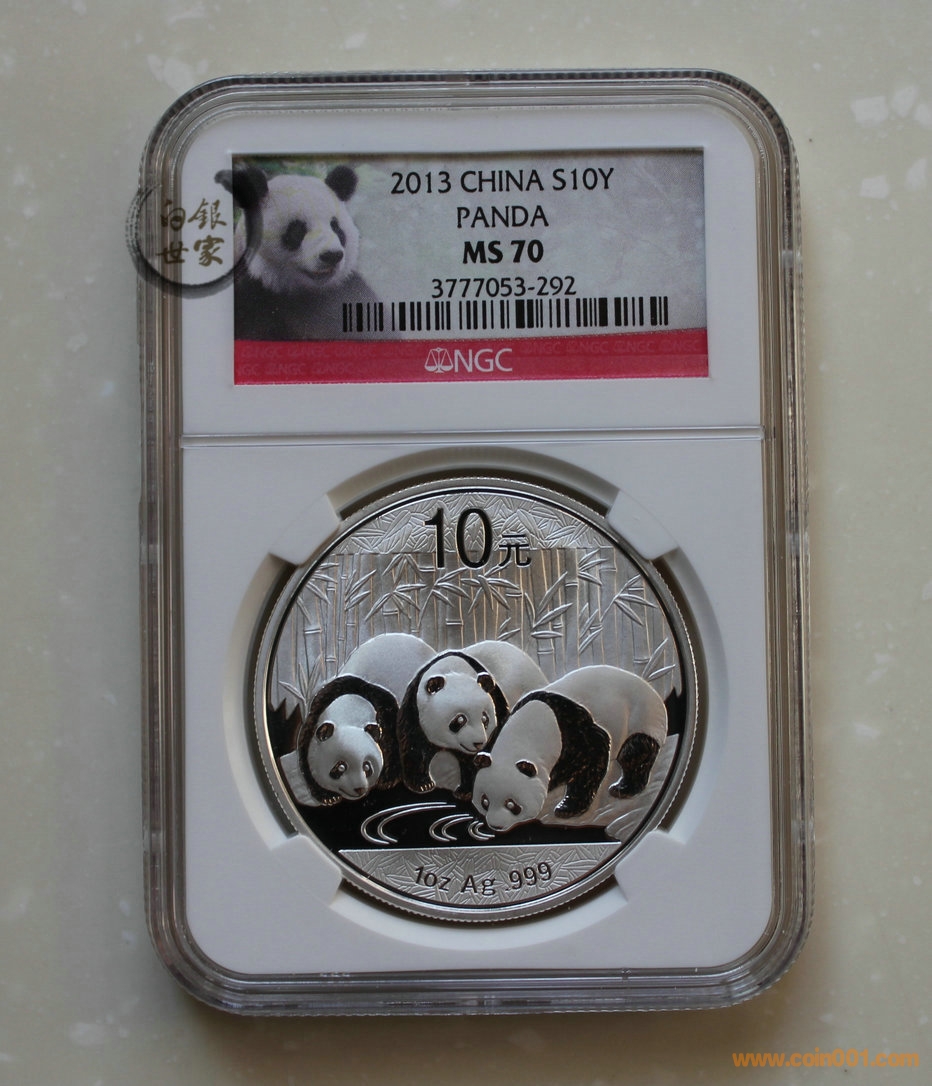 2013 CHINA S10Y
PANDA
MS 70
3777053-292
NGC
白銀
世家
10元
1oz Ag .999
www.coin001.com